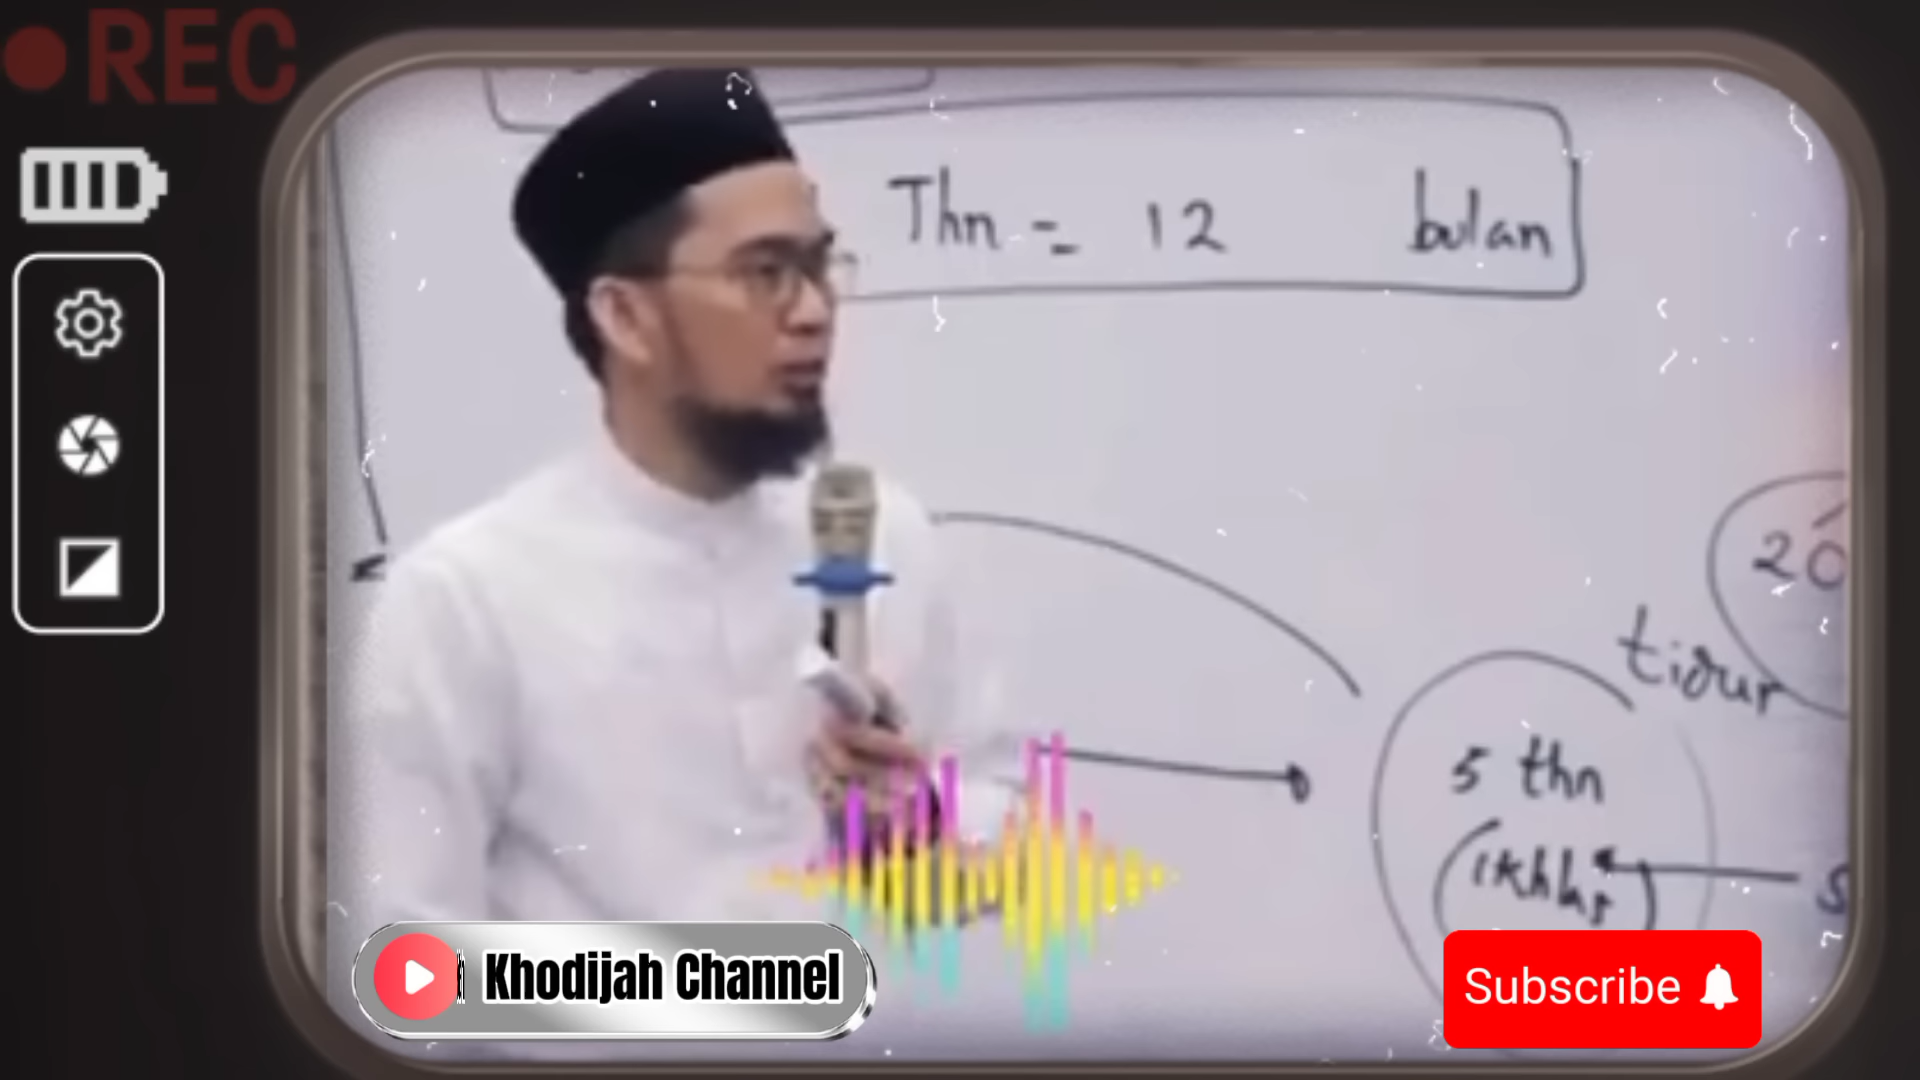 REC
Thn = 12 bulan
20
tidur
5 thn
Ikhlas
S
Khodijah Channel
Subscribe